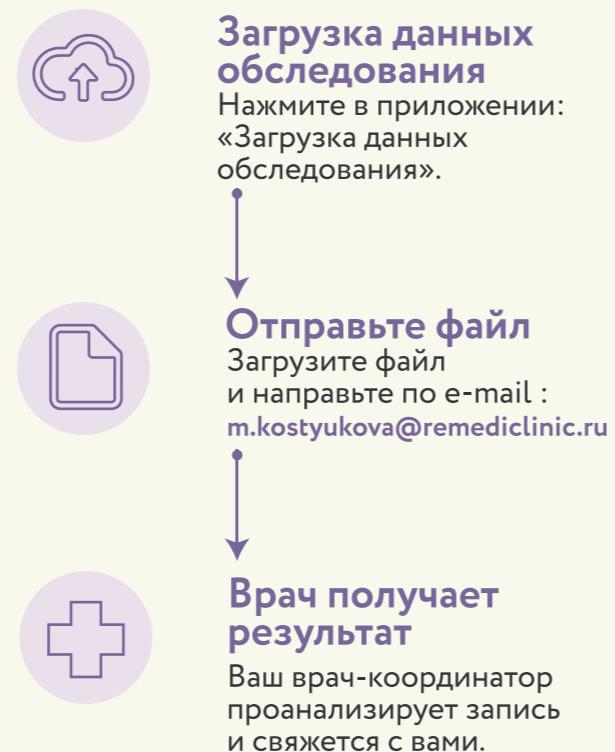 Загрузка данных
обследования
Нажмите в приложении:
«Загрузка данных
обследования».
Отправьте файл
Загрузите файл
и направьте по e-mail :
m.kostyukova@remediclinic.ru
Врач получает
результат
Ваш врач-координатор
проанализирует запись
и свяжется с вами.